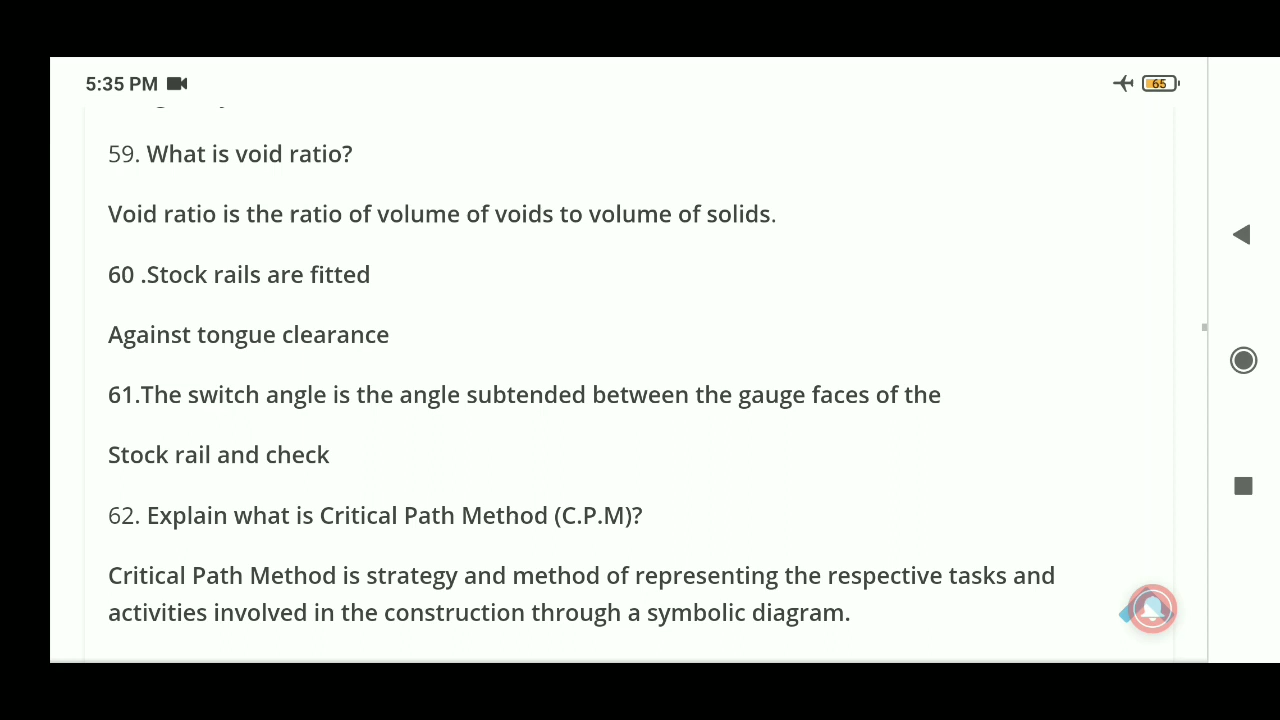 5:35 PM
65
59. What is void ratio?
Void ratio is the ratio of volume of voids to volume of solids.
60 .Stock rails are fitted
Against tongue clearance
61.The switch angle is the angle subtended between the gauge faces of the
Stock rail and check
62. Explain what is Critical Path Method (C.P.M)?
Critical Path Method is strategy and method of representing the respective tasks and
activities involved in the construction through a symbolic diagram.